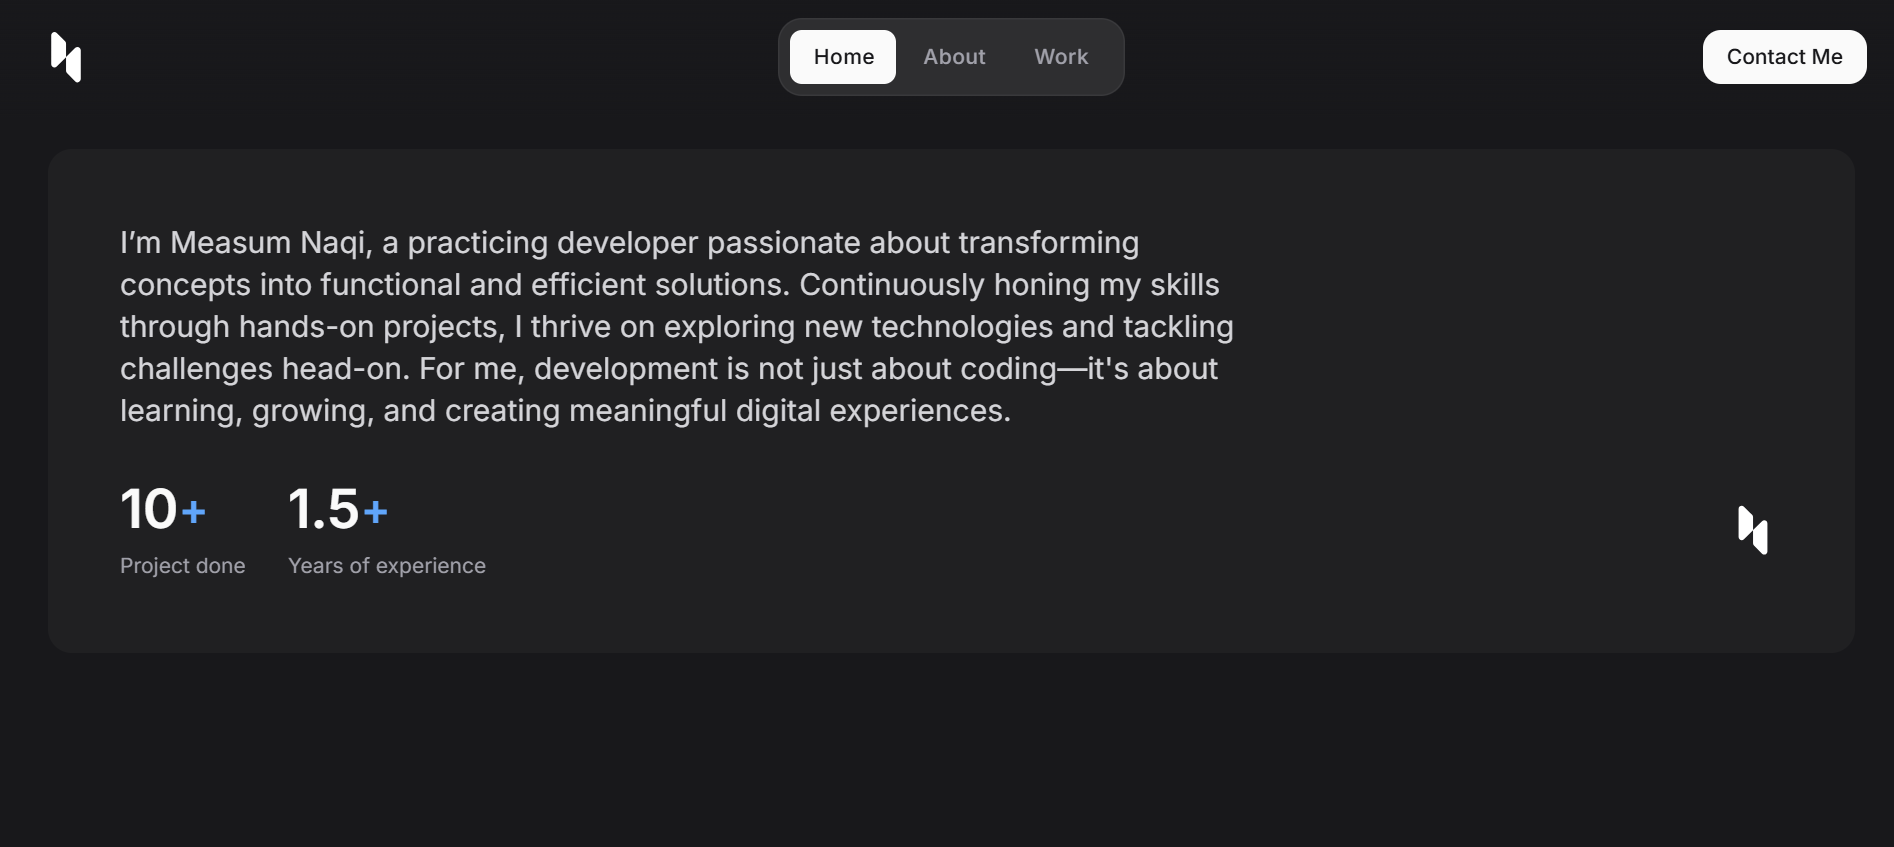 Home
About
Work
Contact Me
I’m Measum Naqi, a practicing developer passionate about transforming
concepts into functional and efficient solutions. Continuously honing my skills
through hands-on projects, I thrive on exploring new technologies and tackling
challenges head-on. For me, development is not just about coding—it's about
learning, growing, and creating meaningful digital experiences.
10+
Project done
1.5+
Years of experience